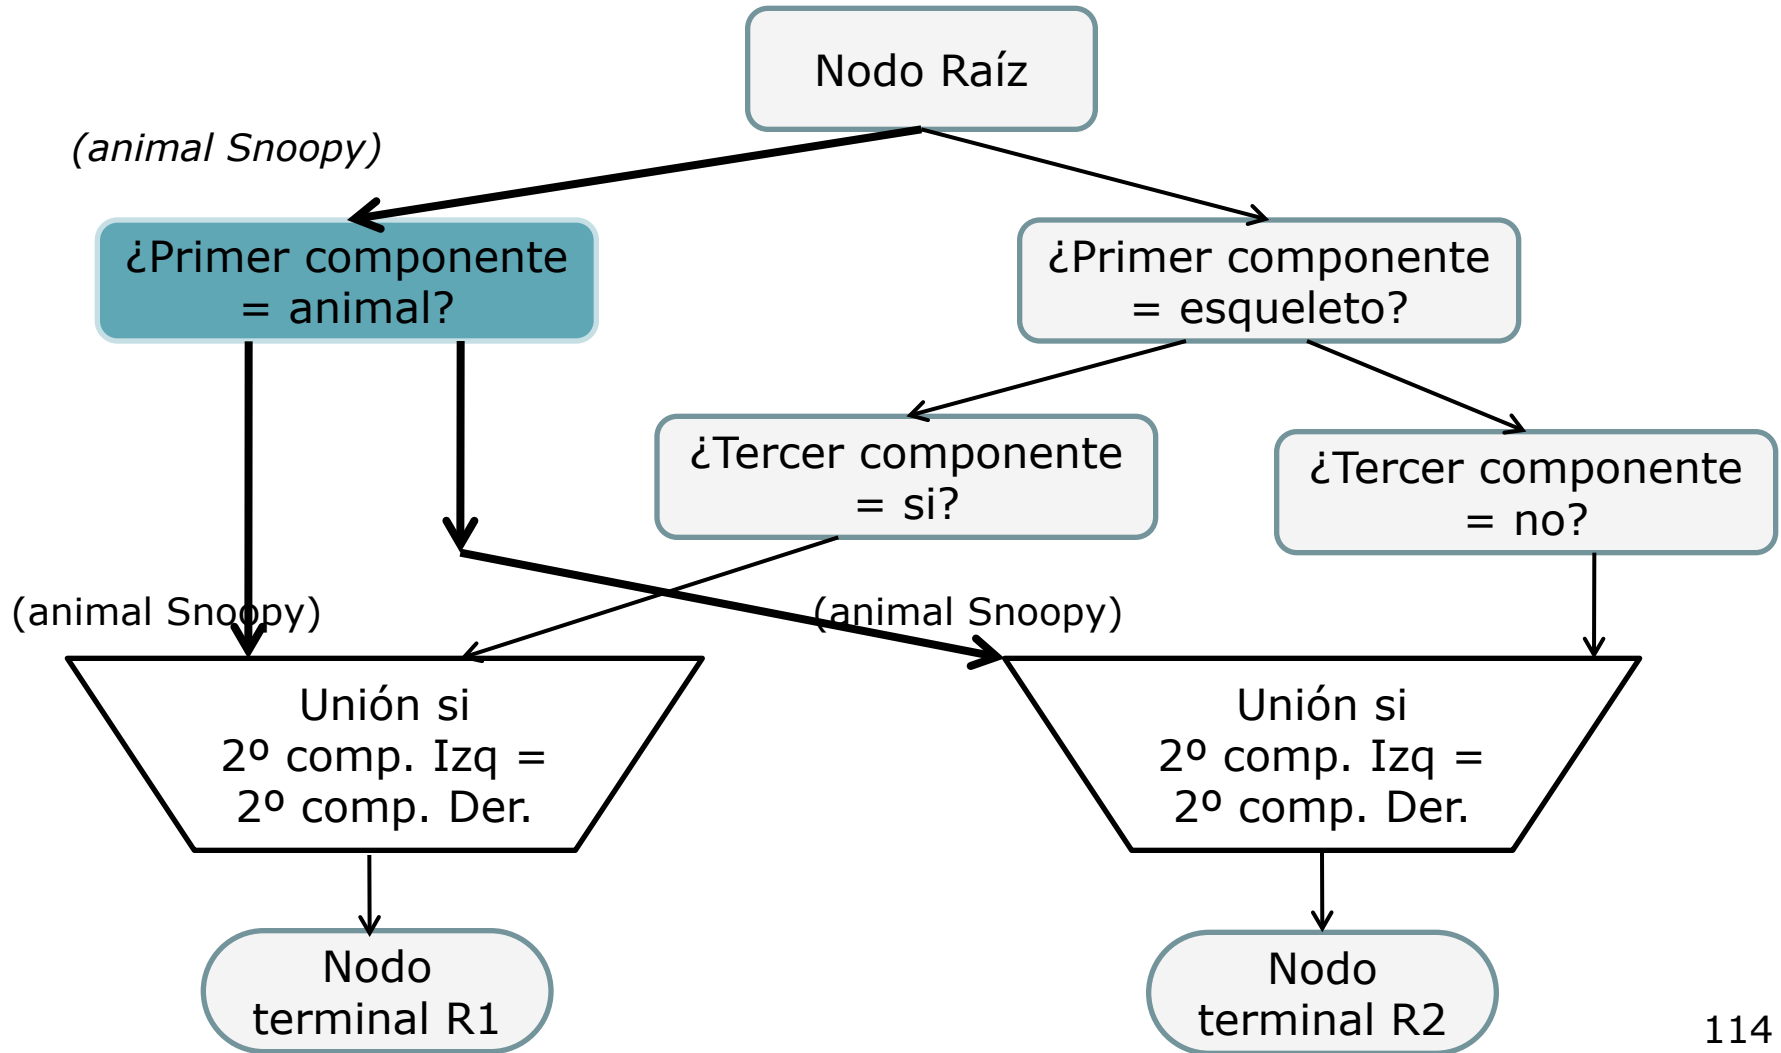 Nodo Raíz
(animal Snoopy)
¿Primer componente
= animal?
¿Primer componente
= esqueleto?
¿Tercer componente
= si?
¿Tercer componente
= no?
(animal Snoopy)
(animal Snoopy)
Unión si
2º comp. Izq =
2º comp. Der.
Unión si
2º comp. Izq =
2º comp. Der.
Nodo
terminal R1
Nodo
terminal R2
114